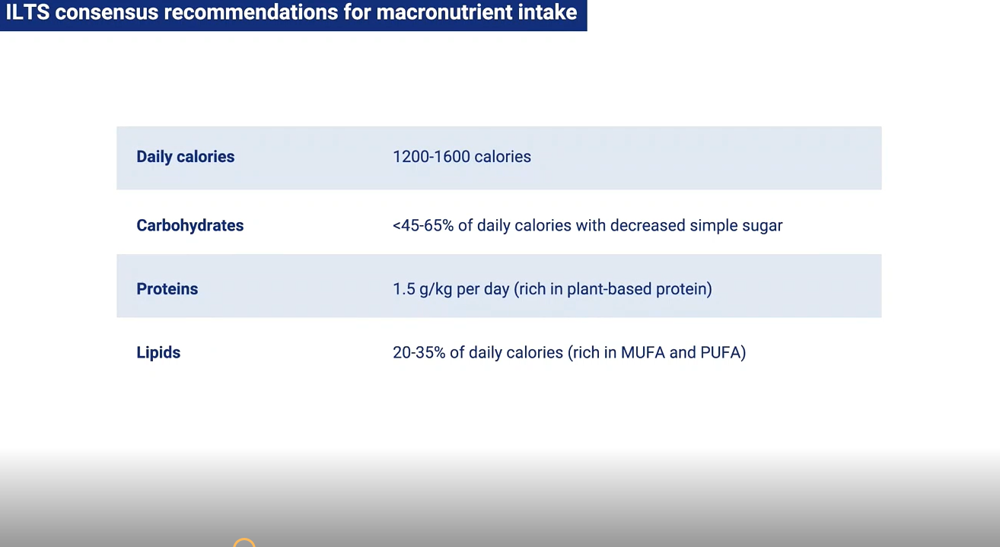 ILTS consensus recommendations for macronutrient intake
Daily calories 1200-1600 calories
Carbohydrates <45-65% of daily calories with decreased simple sugar
Proteins 1.5 g/kg per day (rich in plant-based protein)
Lipids 20-35% of daily calories (rich in MUFA and PUFA)